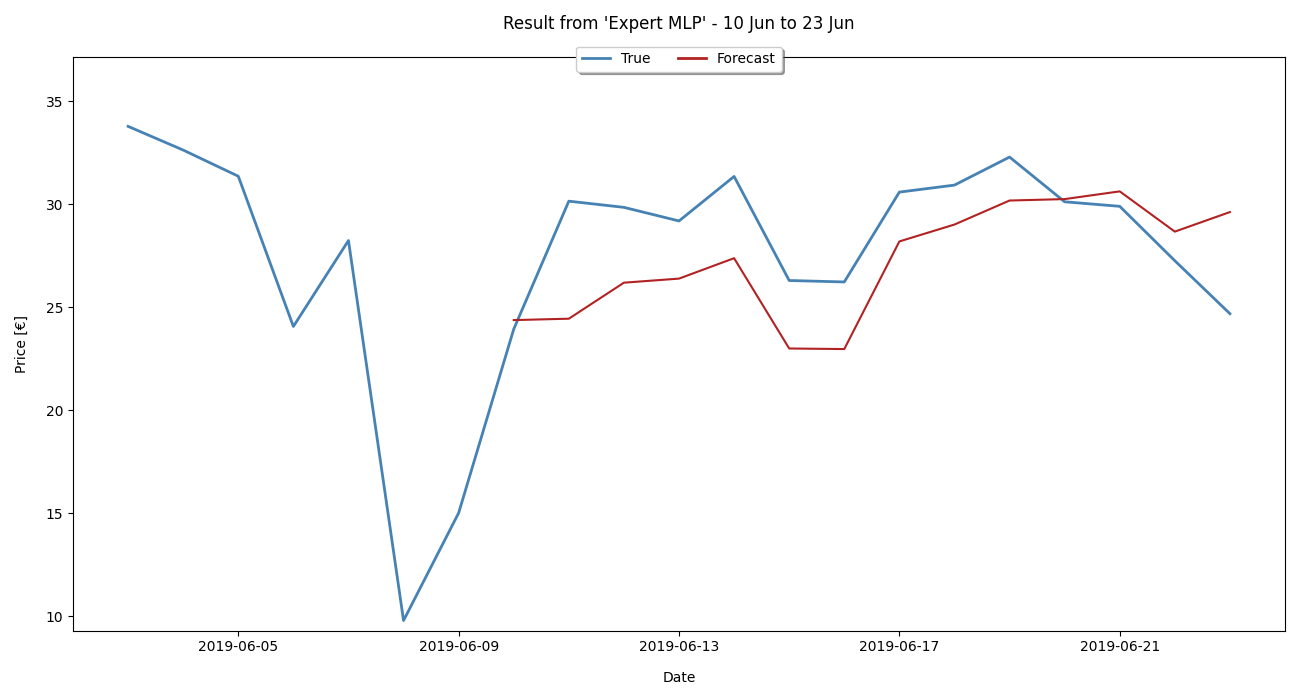 Result from 'Expert MLP' - 10 Jun to 23 Jun
True Forecast
35
30
25
20
15
10
Price [€]
2019-06-05 2019-06-09 2019-06-13 2019-06-17 2019-06-21
Date